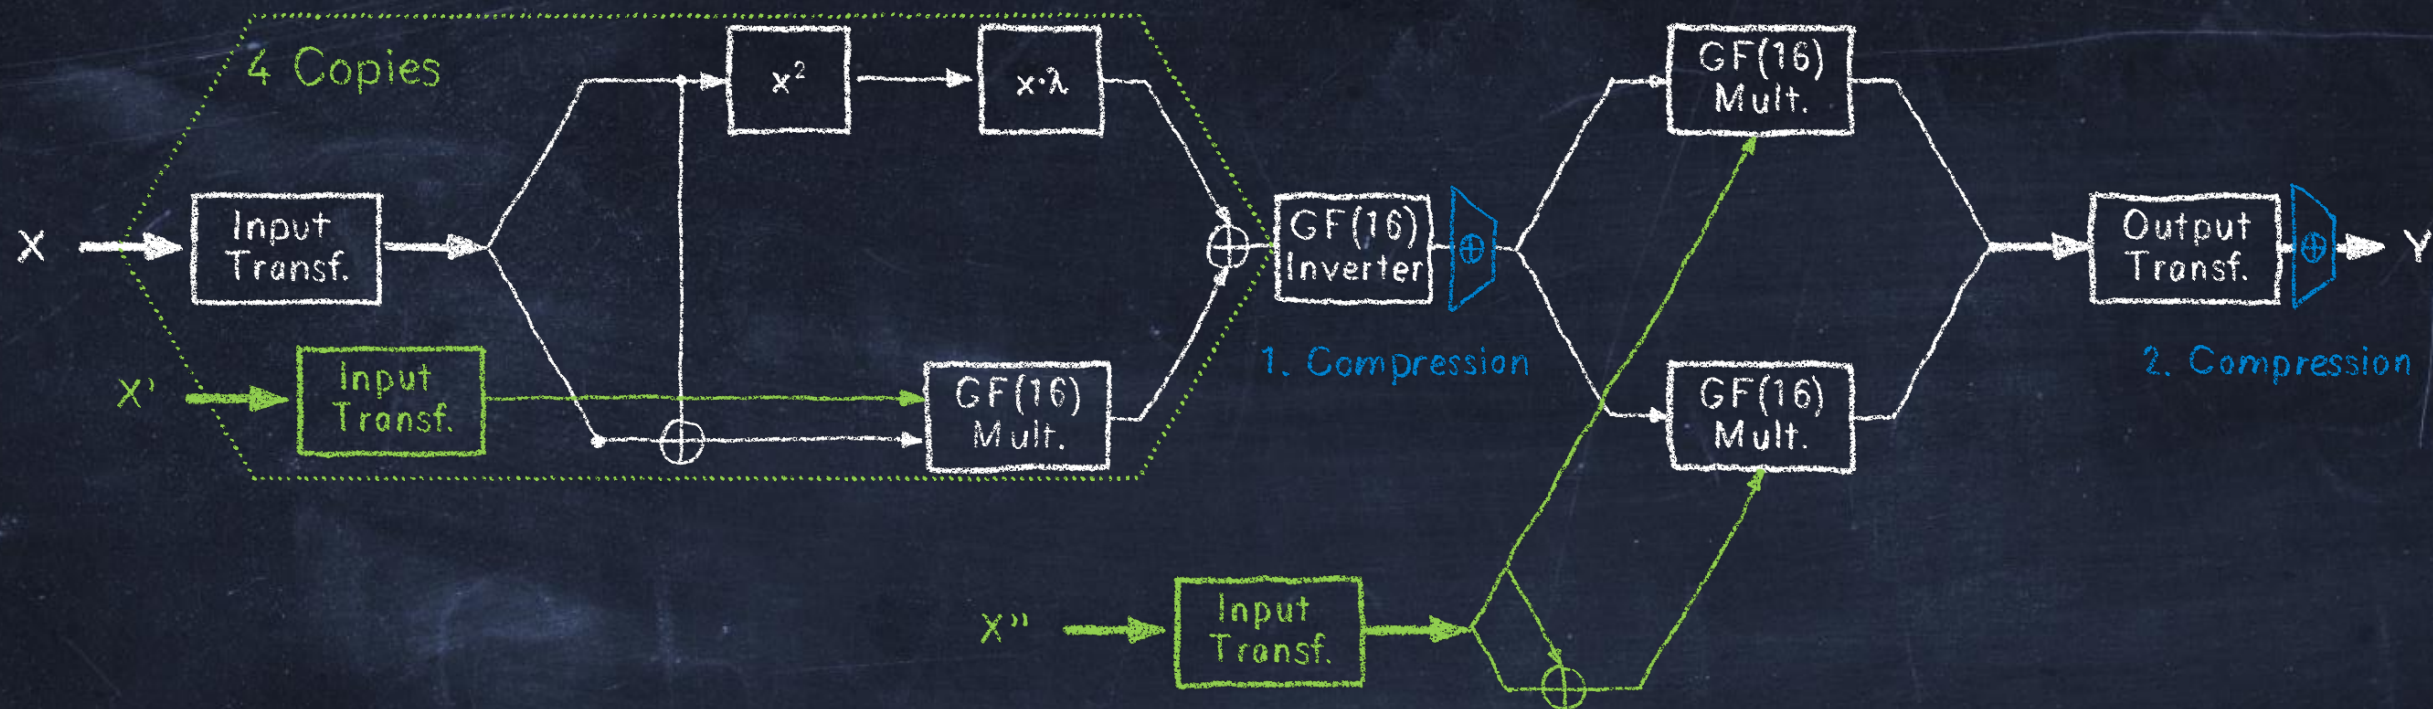 4 Copies
x²
x·λ
GF(16)
Mult.
X
Input
Transf.
GF(16)
Inverter
⊕
Output
Transf.
⊕
Y
1. Compression
2. Compression
X'
Input
Transf.
GF(16)
Mult.
GF(16)
Mult.
X"
Input
Transf.